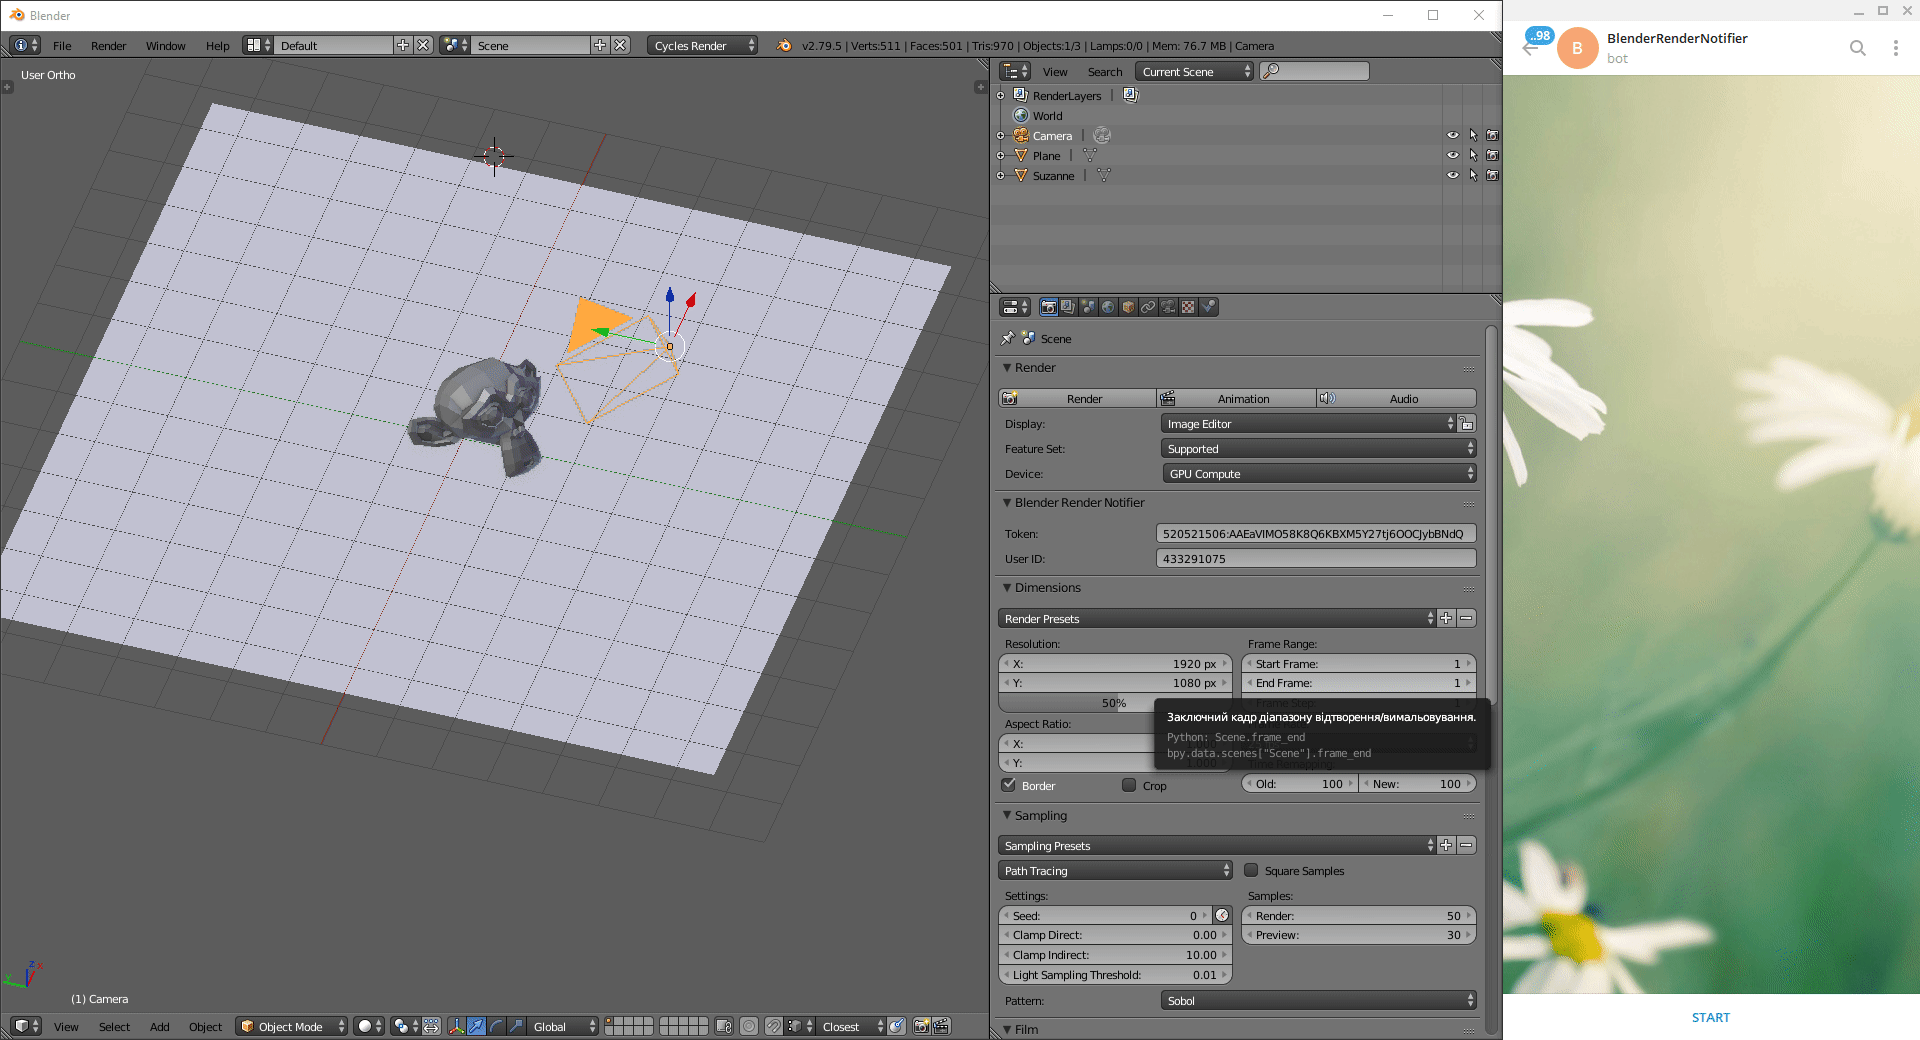 Blender
File Render Window Help Default Scene Cycles Render v2.79.5 | Verts:511 | Faces:501 | Tris:970 | Objects:1/3 | Lamps:0/0 | Mem: 76.7 MB | Camera
User Ortho
View Search Current Scene
RenderLayers
World
Camera
Plane
Suzanne
Scene
Render
Render Animation Audio
Display: Image Editor
Feature Set: Supported
Device: GPU Compute
Blender Render Notifier
Token: 520521506:AAEaVIMO58K8Q6KBXM5Y27tj6OOCJybBNdQ
User ID: 433291075
Dimensions
Render Presets
Resolution: Frame Range:
X: 1920 px Start Frame: 1
Y: 1080 px End Frame: 1
50% Frame Step
Заключний кадр діапазону відтворення/вимальовування.
Python: Scene.frame_end
bpy.data.scenes["Scene"].frame_end
Aspect Ratio:
X:
Y: 1.000 Time Remapping:
Border Crop Old: 100 New: 100
Sampling
Sampling Presets
Path Tracing Square Samples
Settings: Samples:
Seed: 0 Render: 50
Clamp Direct: 0.00 Preview: 30
Clamp Indirect: 10.00
Light Sampling Threshold: 0.01
Pattern: Sobol
Film
z x
y
(1) Camera
View Select Add Object Object Mode Global Closest
..98
B
BlenderRenderNotifier
bot
START